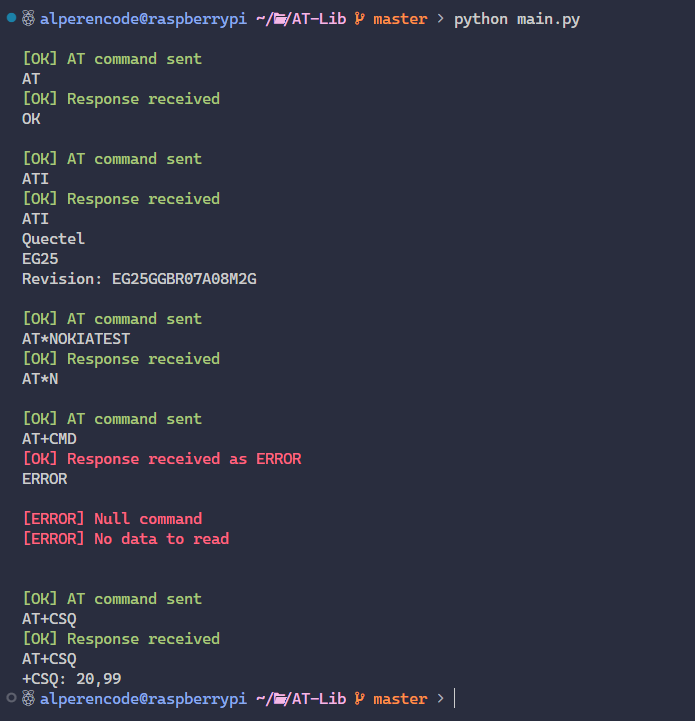 alperencode@raspberrypi ~/AT-Lib master > python main.py
[OK] AT command sent
AT
[OK] Response received
OK
[OK] AT command sent
ATI
[OK] Response received
ATI
Quectel
EG25
Revision: EG25GGBR07A08M2G
[OK] AT command sent
AT*NOKIATEST
[OK] Response received
AT*N
[OK] AT command sent
AT+CMD
[OK] Response received as ERROR
ERROR
[ERROR] Null command
[ERROR] No data to read
[OK] AT command sent
AT+CSQ
[OK] Response received
AT+CSQ
+CSQ: 20,99
alperencode@raspberrypi ~/AT-Lib master >